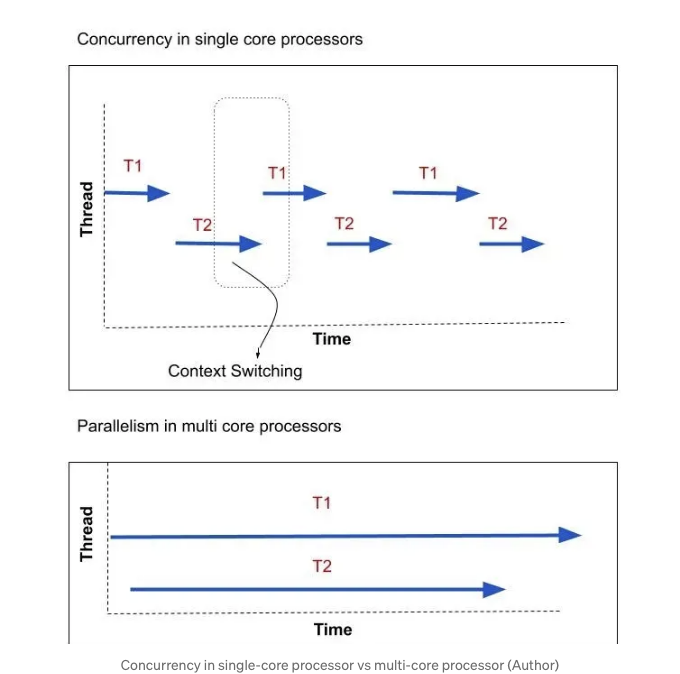 Concurrency in single core processors
T1
T1
T1
T2
T2
T2
Thread
Time
Context Switching
Parallelism in multi core processors
T1
Thread
T2
Time
Concurrency in single-core processor vs multi-core processor (Author)